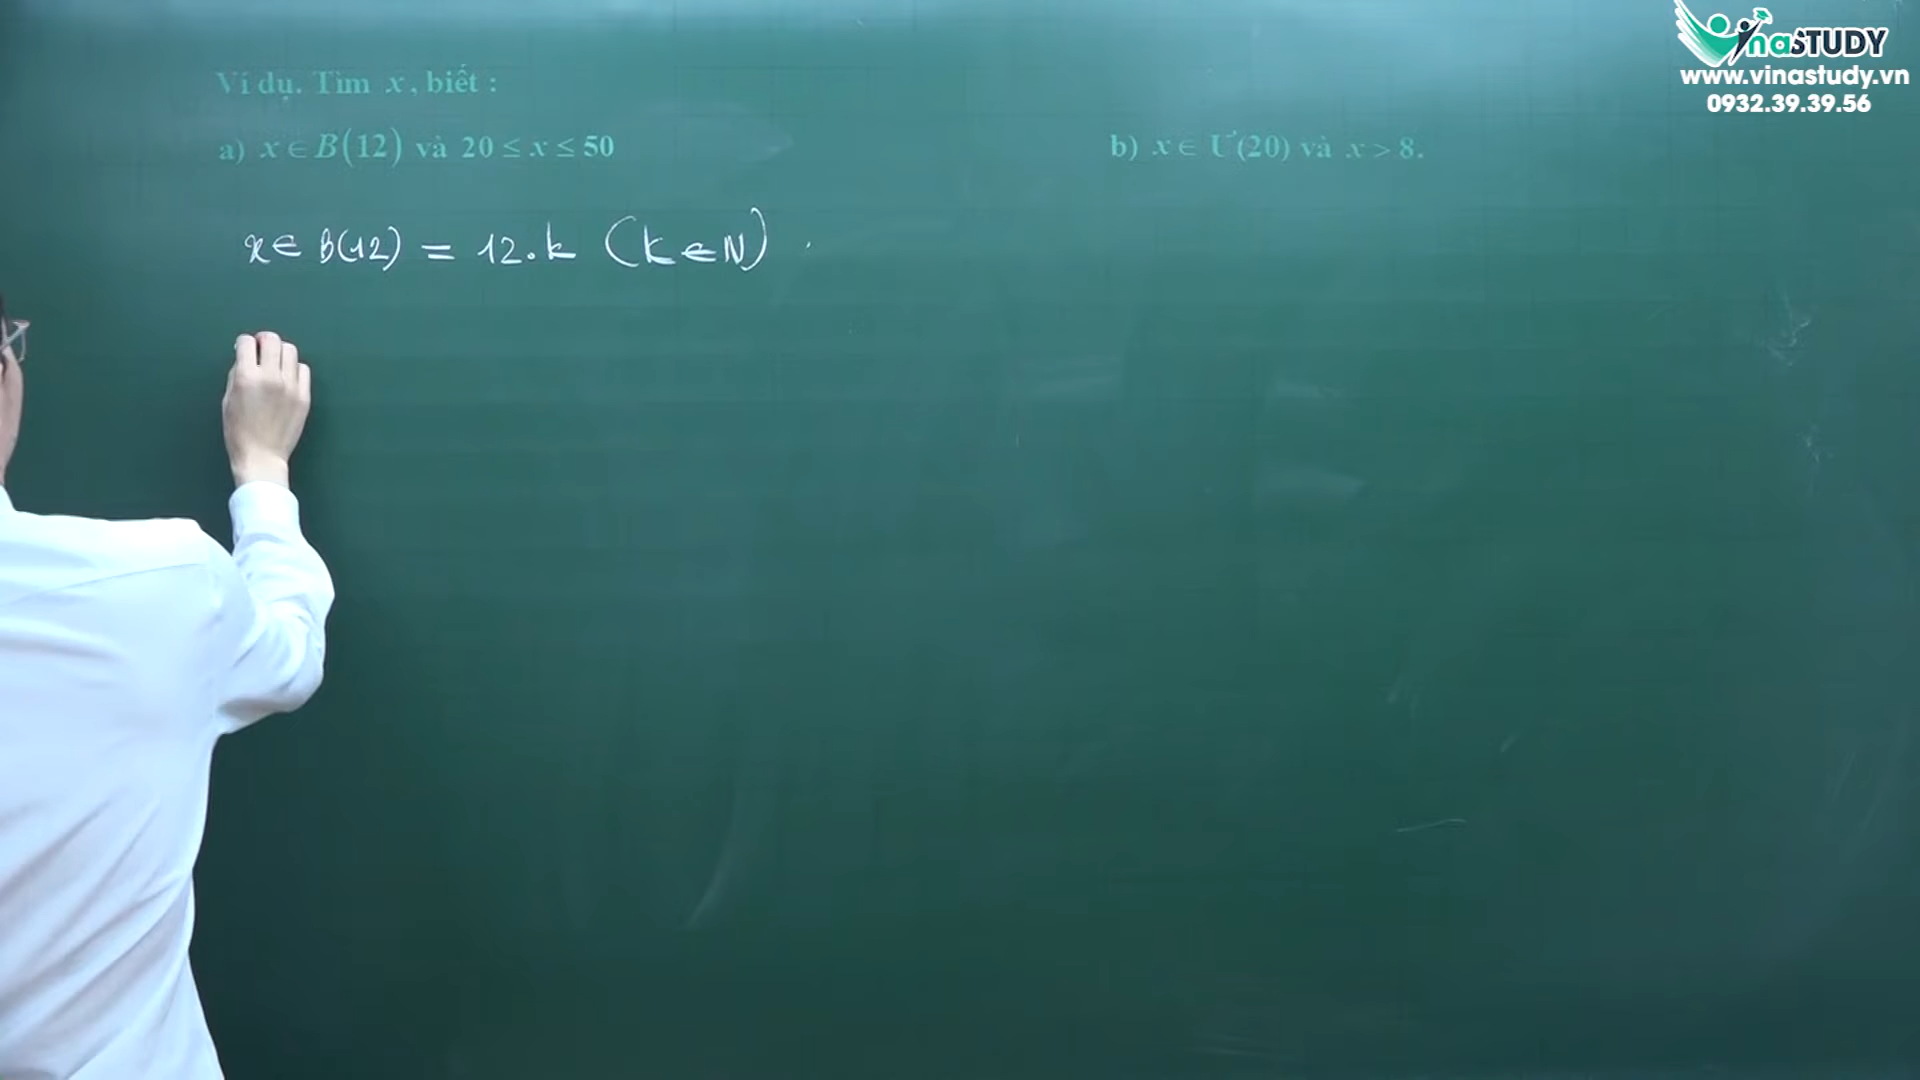 VinaSTUDY
www.vinastudy.vn
0932.39.39.56
Ví dụ. Tìm x, biết :
a) x ∈ B(12) và 20 ≤ x ≤ 50
b) x ∈ Ư(20) và x > 8.
x ∈ B(12) = 12.k (k ∈ N)